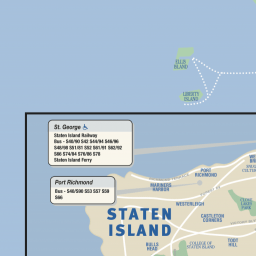 ELLIS
ISLAND
LIBERTY
ISLAND
St. George
Staten Island Railway
Bus - S40/90 S42 S44/94 S46/96
S48/98 S51/81 S52 S61/91 S62/92
S66 S74/84 S76/86 S78
Staten Island Ferry
Port Richmond
Bus - S40/S90 S53 S57 S59
S66
MARINERS
HARBOR
PORT
RICHMOND
WESTERLEIGH
STATEN
ISLAND
CASTLETON
CORNERS
BULLS
HEAD
COLLEGE OF
STATEN ISLAND
TODT
HILL